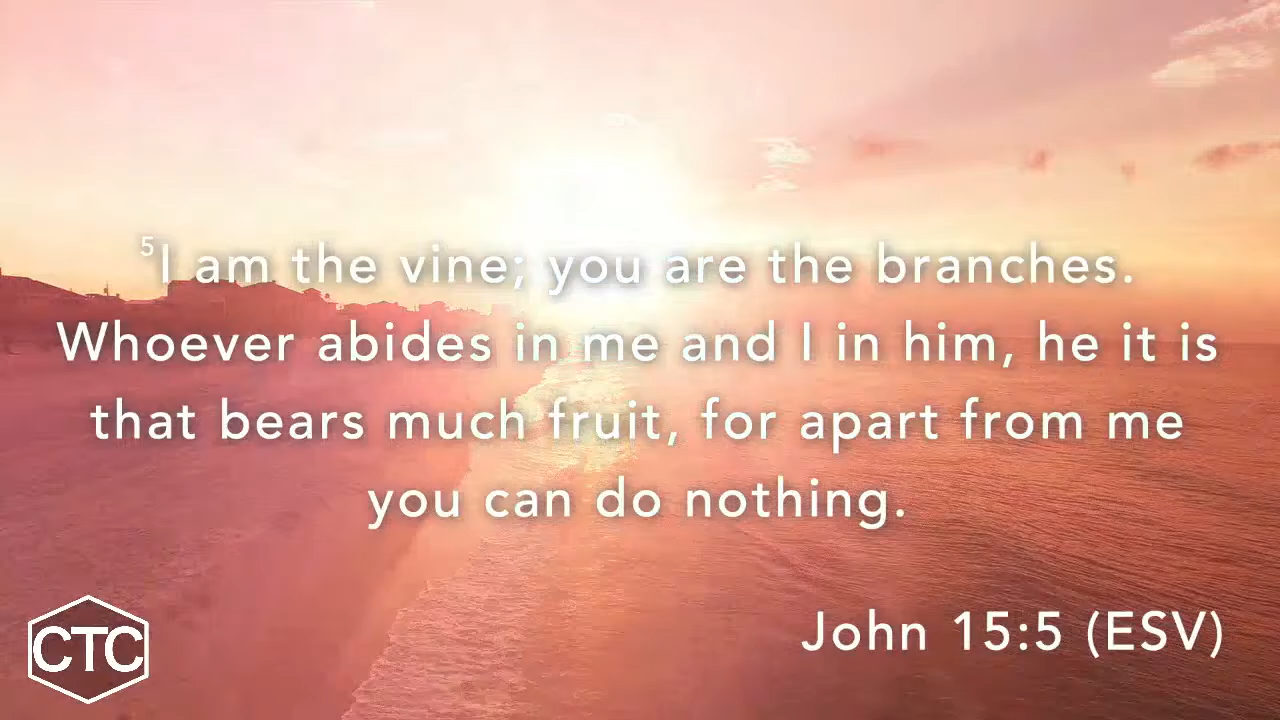 5I am the vine; you are the branches.
Whoever abides in me and I in him, he it is
that bears much fruit, for apart from me
you can do nothing.
John 15:5 (ESV)
CTC